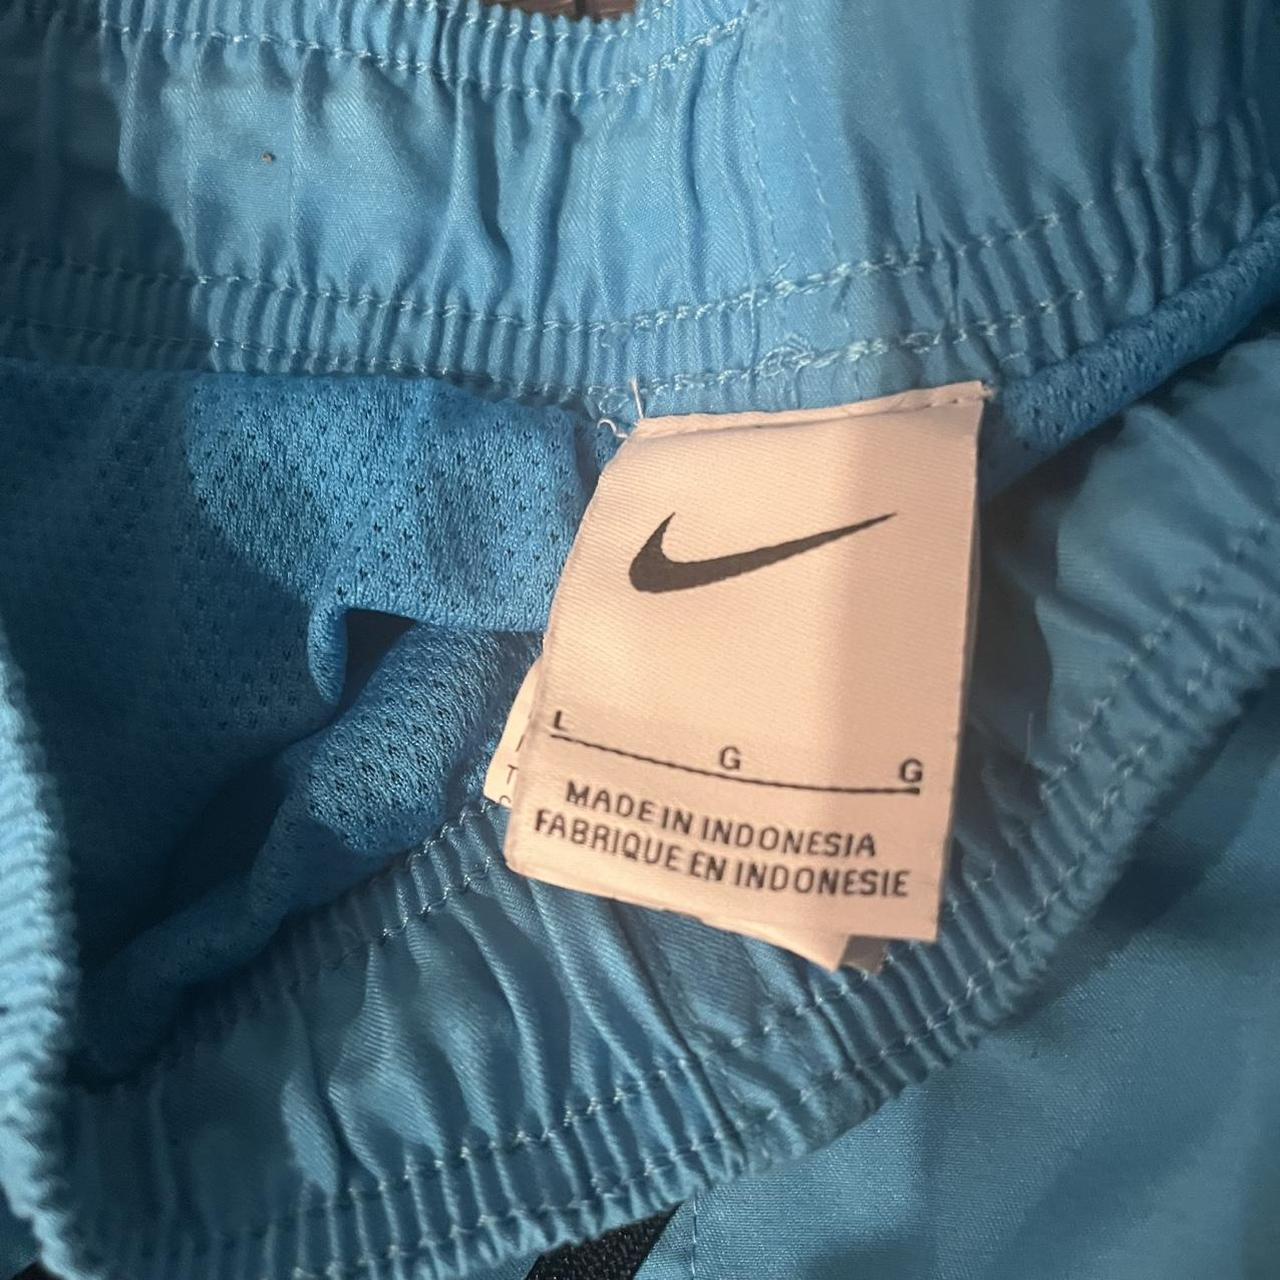 L G G
MADE IN INDONESIA
FABRIQUE EN INDONESIE